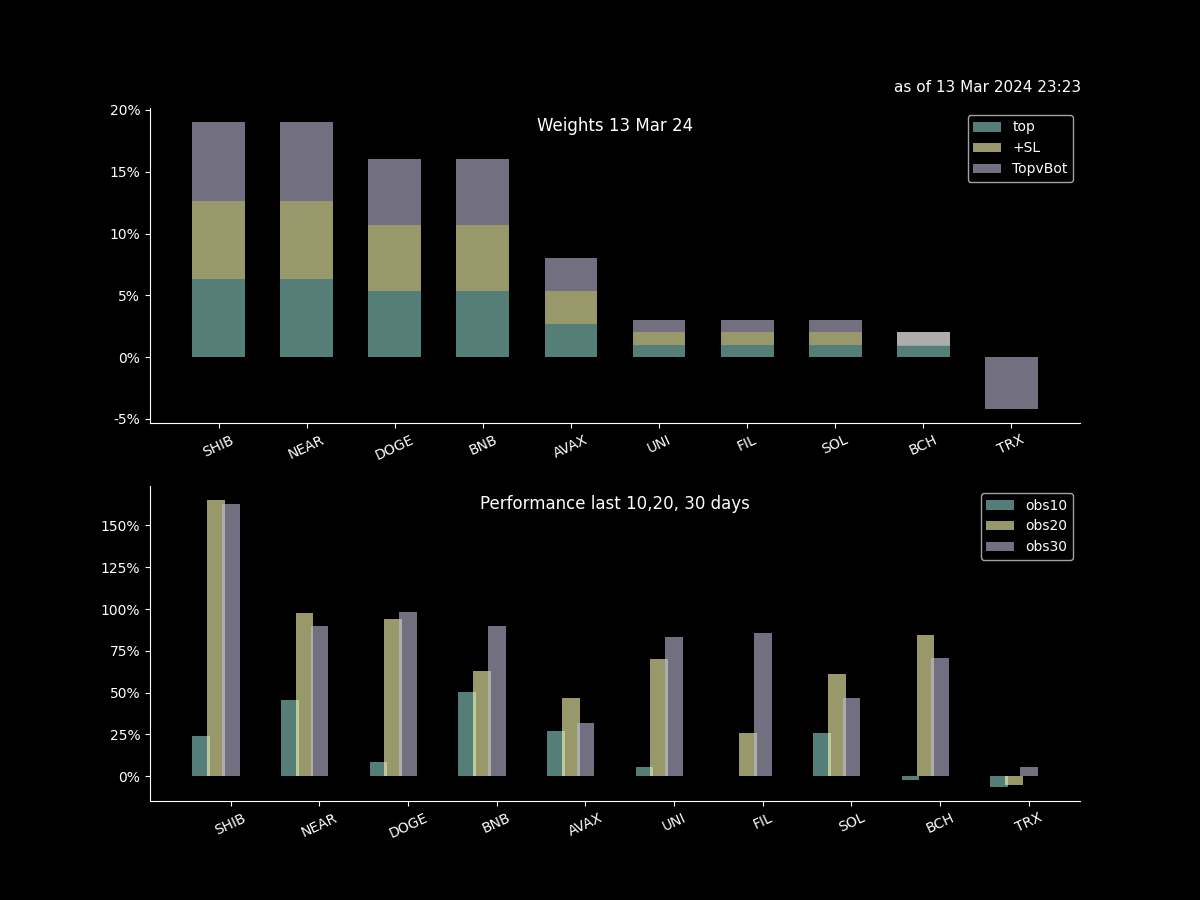 as of 13 Mar 2024 23:23
Weights 13 Mar 24
20%
15%
10%
5%
0%
-5%
top
+SL
TopvBot
SHIB NEAR DOGE BNB AVAX UNI FIL SOL BCH TRX
Performance last 10,20, 30 days
150%
125%
100%
75%
50%
25%
0%
obs10
obs20
obs30
SHIB NEAR DOGE BNB AVAX UNI FIL SOL BCH TRX